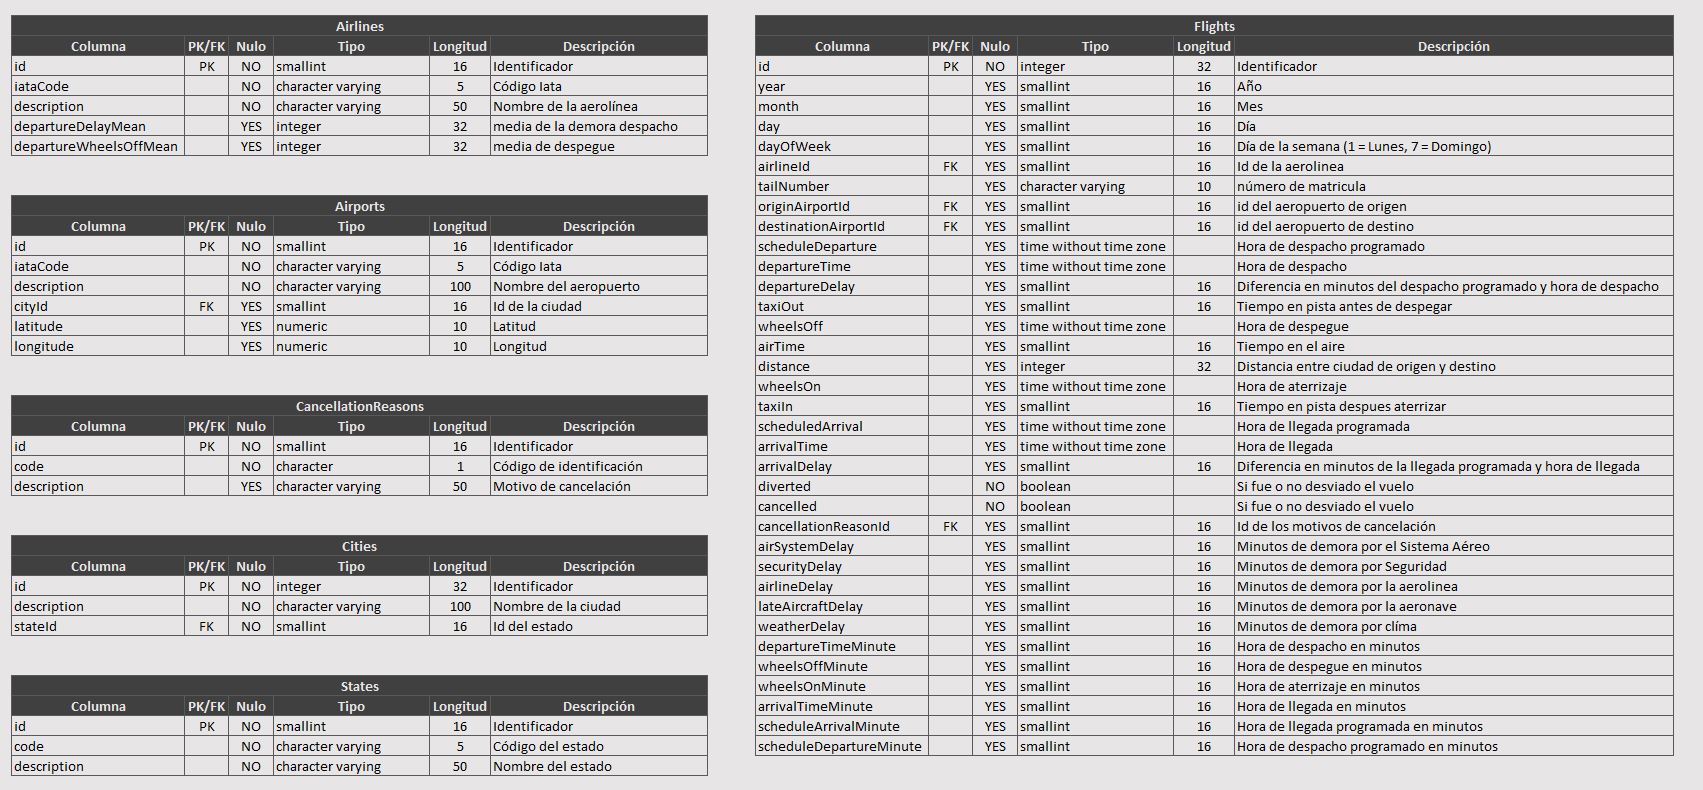 Airlines
Columna PK/FK Nulo Tipo Longitud Descripción
id PK NO smallint 16 Identificador
iataCode NO character varying 5 Código Iata
description NO character varying 50 Nombre de la aerolínea
departureDelayMean YES integer 32 media de la demora despacho
departureWheelsOffMean YES integer 32 media de despegue
Airports
Columna PK/FK Nulo Tipo Longitud Descripción
id PK NO smallint 16 Identificador
iataCode NO character varying 5 Código Iata
description NO character varying 100 Nombre del aeropuerto
cityId FK YES smallint 16 Id de la ciudad
latitude YES numeric 10 Latitud
longitude YES numeric 10 Longitud
CancellationReasons
Columna PK/FK Nulo Tipo Longitud Descripción
id PK NO smallint 16 Identificador
code NO character 1 Código de identificación
description YES character varying 50 Motivo de cancelación
Cities
Columna PK/FK Nulo Tipo Longitud Descripción
id PK NO integer 32 Identificador
description NO character varying 100 Nombre de la ciudad
stateId FK NO smallint 16 Id del estado
States
Columna PK/FK Nulo Tipo Longitud Descripción
id PK NO smallint 16 Identificador
code NO character varying 5 Código del estado
description NO character varying 50 Nombre del estado
Flights
Columna PK/FK Nulo Tipo Longitud Descripción
id PK NO integer 32 Identificador
year YES smallint 16 Año
month YES smallint 16 Mes
day YES smallint 16 Día
dayOfWeek YES smallint 16 Día de la semana (1 = Lunes, 7 = Domingo)
airlineId FK YES smallint 16 Id de la aerolinea
tailNumber YES character varying 10 número de matricula
originAirportId FK YES smallint 16 id del aeropuerto de origen
destinationAirportId FK YES smallint 16 id del aeropuerto de destino
scheduleDeparture YES time without time zone Hora de despacho programado
departureTime YES time without time zone Hora de despacho
departureDelay YES smallint 16 Diferencia en minutos del despacho programado y hora de despacho
taxiOut YES smallint 16 Tiempo en pista antes de despegar
wheelsOff YES time without time zone Hora de despegue
airTime YES smallint 16 Tiempo en el aire
distance YES integer 32 Distancia entre ciudad de origen y destino
wheelsOn YES time without time zone Hora de aterrizaje
taxiIn YES smallint 16 Tiempo en pista despues aterrizar
scheduledArrival YES time without time zone Hora de llegada programada
arrivalTime YES time without time zone Hora de llegada
arrivalDelay YES smallint 16 Diferencia en minutos de la llegada programada y hora de llegada
diverted NO boolean Si fue o no desviado el vuelo
cancelled NO boolean Si fue o no desviado el vuelo
cancellationReasonId FK YES smallint 16 Id de los motivos de cancelación
airSystemDelay YES smallint 16 Minutos de demora por el Sistema Aéreo
securityDelay YES smallint 16 Minutos de demora por Seguridad
airlineDelay YES smallint 16 Minutos de demora por la aerolinea
lateAircraftDelay YES smallint 16 Minutos de demora por la aeronave
weatherDelay YES smallint 16 Minutos de demora por clíma
departureTimeMinute YES smallint 16 Hora de despacho en minutos
wheelsOffMinute YES smallint 16 Hora de despegue en minutos
wheelsOnMinute YES smallint 16 Hora de aterrizaje en minutos
arrivalTimeMinute YES smallint 16 Hora de llegada en minutos
scheduleArrivalMinute YES smallint 16 Hora de llegada programada en minutos
scheduleDepartureMinute YES smallint 16 Hora de despacho programado en minutos